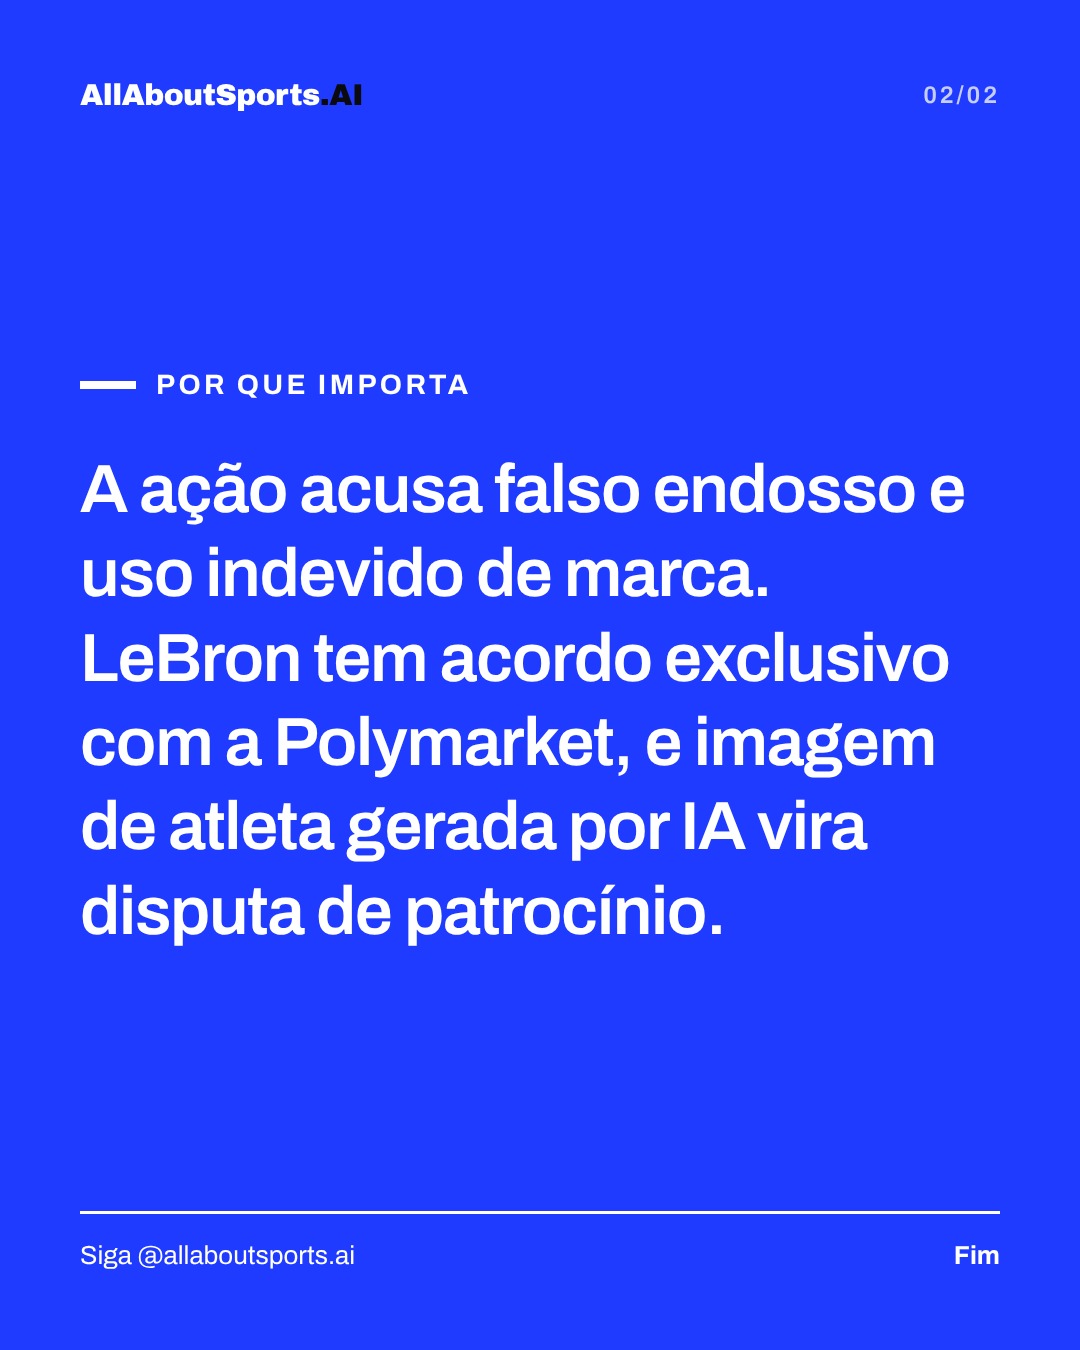 AllAboutSports.AI
02/02
POR QUE IMPORTA
A ação acusa falso endosso e
uso indevido de marca.
LeBron tem acordo exclusivo
com a Polymarket, e imagem
de atleta gerada por IA vira
disputa de patrocínio.
Siga @allaboutsports.ai
Fim